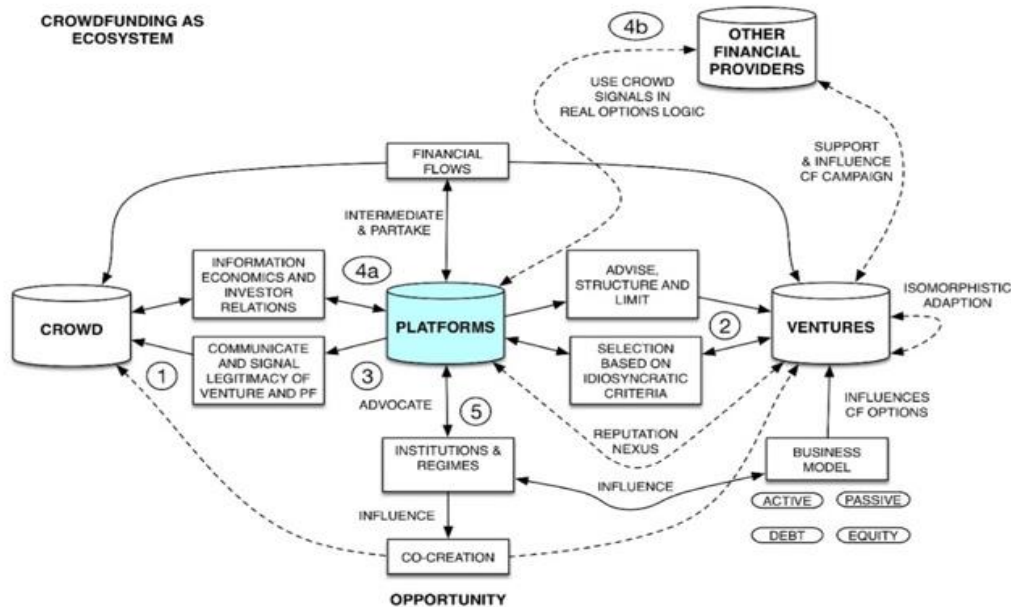 CROWDFUNDING AS
ECOSYSTEM
4b
OTHER
FINANCIAL
PROVIDERS
USE CROWD
SIGNALS IN
REAL OPTIONS LOGIC
FINANCIAL
FLOWS
SUPPORT
& INFLUENCE
CF CAMPAIGN
INTERMEDIATE
& PARTAKE
INFORMATION
ECONOMICS AND
INVESTOR
RELATIONS
4a
ADVISE,
STRUCTURE AND
LIMIT
ISOMORPHISTIC
ADAPTION
CROWD
PLATFORMS
2
VENTURES
1
COMMUNICATE
AND SIGNAL
LEGITIMACY OF
VENTURE AND PF
3
SELECTION
BASED ON
IDIOSYNCRATIC
CRITERIA
ADVOCATE
5
INFLUENCES
CF OPTIONS
REPUTATION
NEXUS
INSTITUTIONS &
REGIMES
BUSINESS
MODEL
INFLUENCE
ACTIVE
PASSIVE
INFLUENCE
DEBT
EQUITY
CO-CREATION
OPPORTUNITY